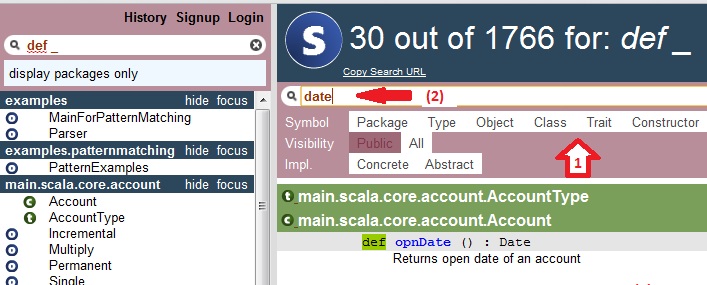 History Signup Login
def _
display packages only
examples hide focus
MainForPatternMatching
Parser
examples.patternmatching
hide focus
PatternExamples
main.scala.core.account hide focus
Account
AccountType
Incremental
Multiply
Permanent
Single
S
30 out of 1766 for: def _
Copy Search URL
date (2)
Symbol Package Type Object Class Trait Constructor
Visibility Public All
1
Impl. Concrete Abstract
t main.scala.core.account.AccountType
c main.scala.core.account.Account
def opnDate () : Date
Returns open date of an account